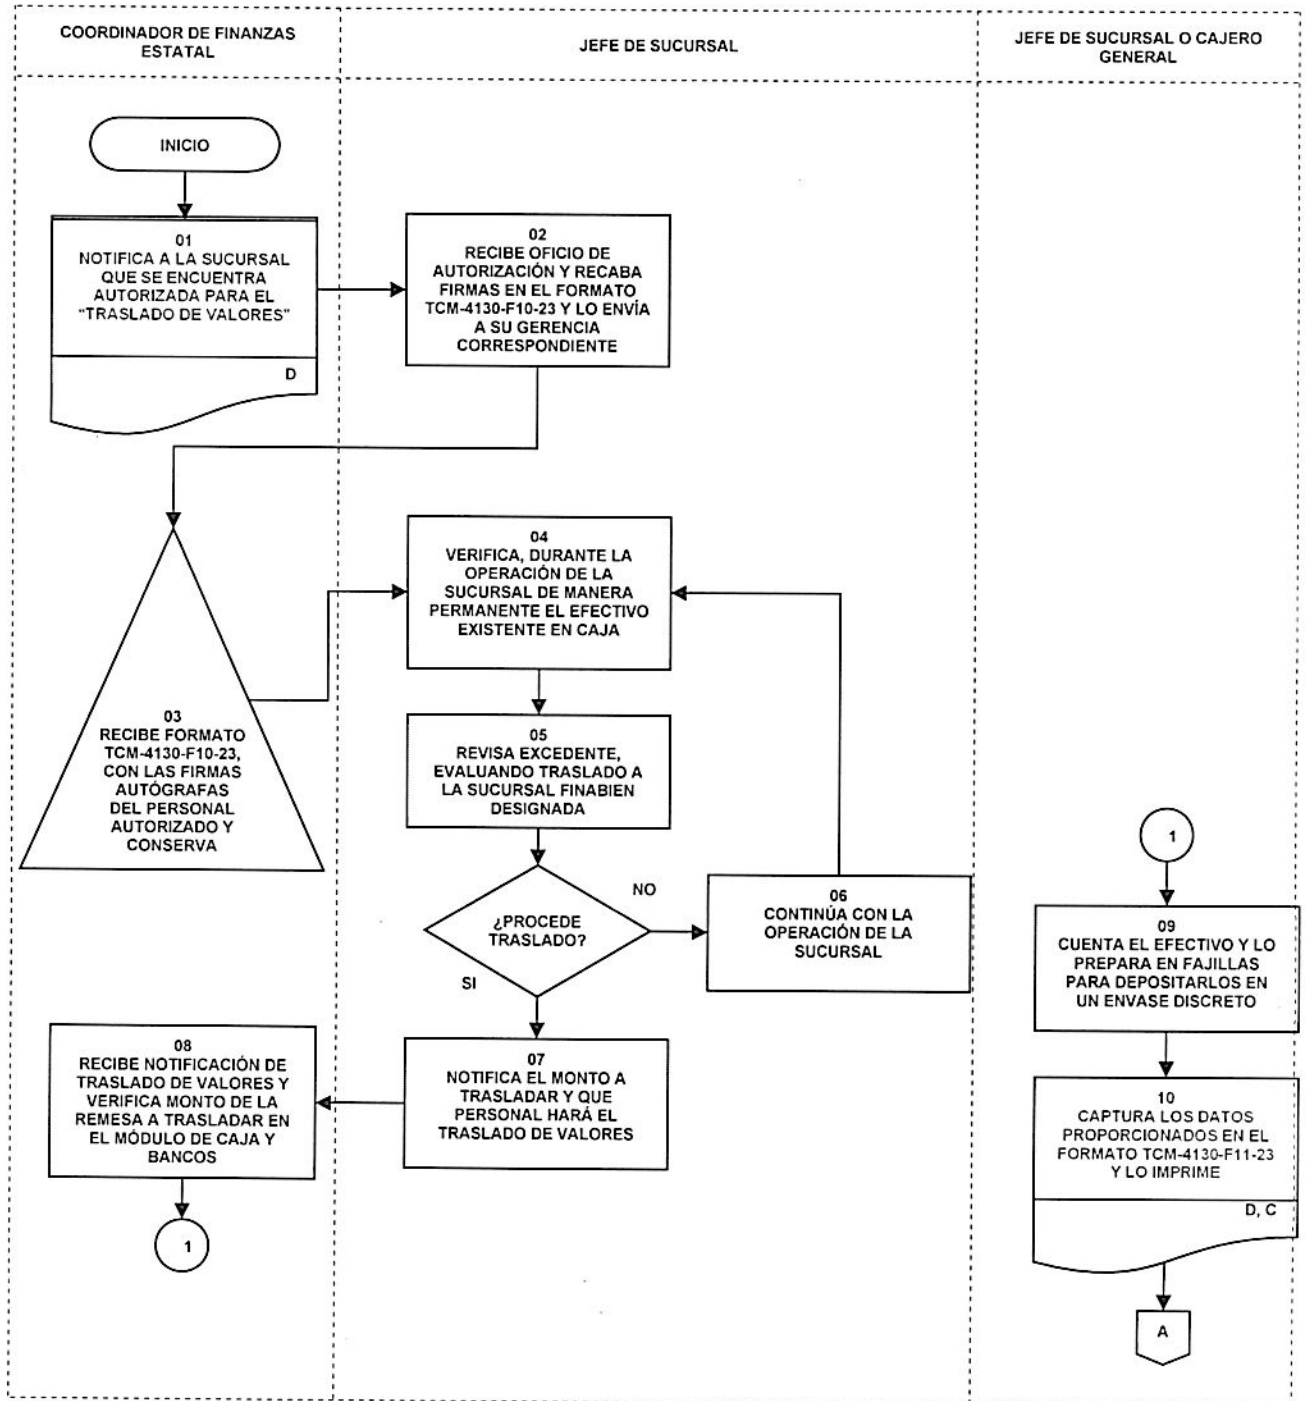 COORDINADOR DE FINANZAS
ESTATAL
JEFE DE SUCURSAL
JEFE DE SUCURSAL O CAJERO
GENERAL
INICIO
01
NOTIFICA A LA SUCURSAL
QUE SE ENCUENTRA
AUTORIZADA PARA EL
"TRASLADO DE VALORES"
D
02
RECIBE OFICIO DE
AUTORIZACIÓN Y RECABA
FIRMAS EN EL FORMATO
TCM-4130-F10-23 Y LO ENVÍA
A SU GERENCIA
CORRESPONDIENTE
03
RECIBE FORMATO
TCM-4130-F10-23,
CON LAS FIRMAS
AUTÓGRAFAS
DEL PERSONAL
AUTORIZADO Y
CONSERVA
04
VERIFICA, DURANTE LA
OPERACIÓN DE LA
SUCURSAL DE MANERA
PERMANENTE EL EFECTIVO
EXISTENTE EN CAJA
05
REVISA EXCEDENTE,
EVALUANDO TRASLADO A
LA SUCURSAL FINABIEN
DESIGNADA
¿PROCEDE
TRASLADO?
NO
SI
06
CONTINÚA CON LA
OPERACIÓN DE LA
SUCURSAL
07
NOTIFICA EL MONTO A
TRASLADAR Y QUE
PERSONAL HARÁ EL
TRASLADO DE VALORES
08
RECIBE NOTIFICACIÓN DE
TRASLADO DE VALORES Y
VERIFICA MONTO DE LA
REMESA A TRASLADAR EN
EL MÓDULO DE CAJA Y
BANCOS
1
1
09
CUENTA EL EFECTIVO Y LO
PREPARA EN FAJILLAS
PARA DEPOSITARLOS EN
UN ENVASE DISCRETO
10
CAPTURA LOS DATOS
PROPORCIONADOS EN EL
FORMATO TCM-4130-F11-23
Y LO IMPRIME
D, C
A